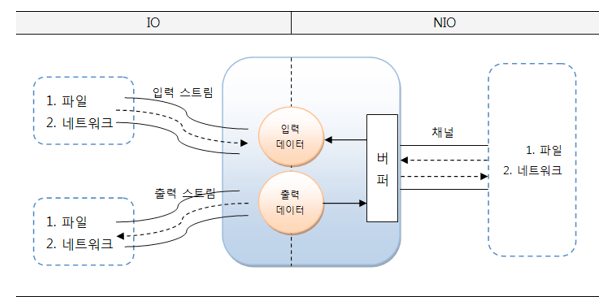 IO
NIO
1. 파일
2. 네트워크
입력 스트림
입력
데이터
출력
데이터
출력 스트림
1. 파일
2. 네트워크
버
퍼
채널
1. 파일
2. 네트워크